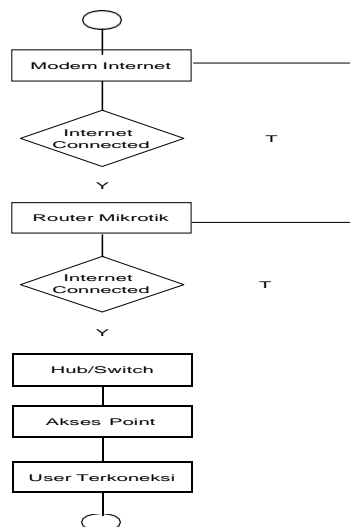 Modem Internet
Internet
Connected
T
Y
Router Mikrotik
Internet
Connected
T
Y
Hub/Switch
Akses Point
User Terkoneksi